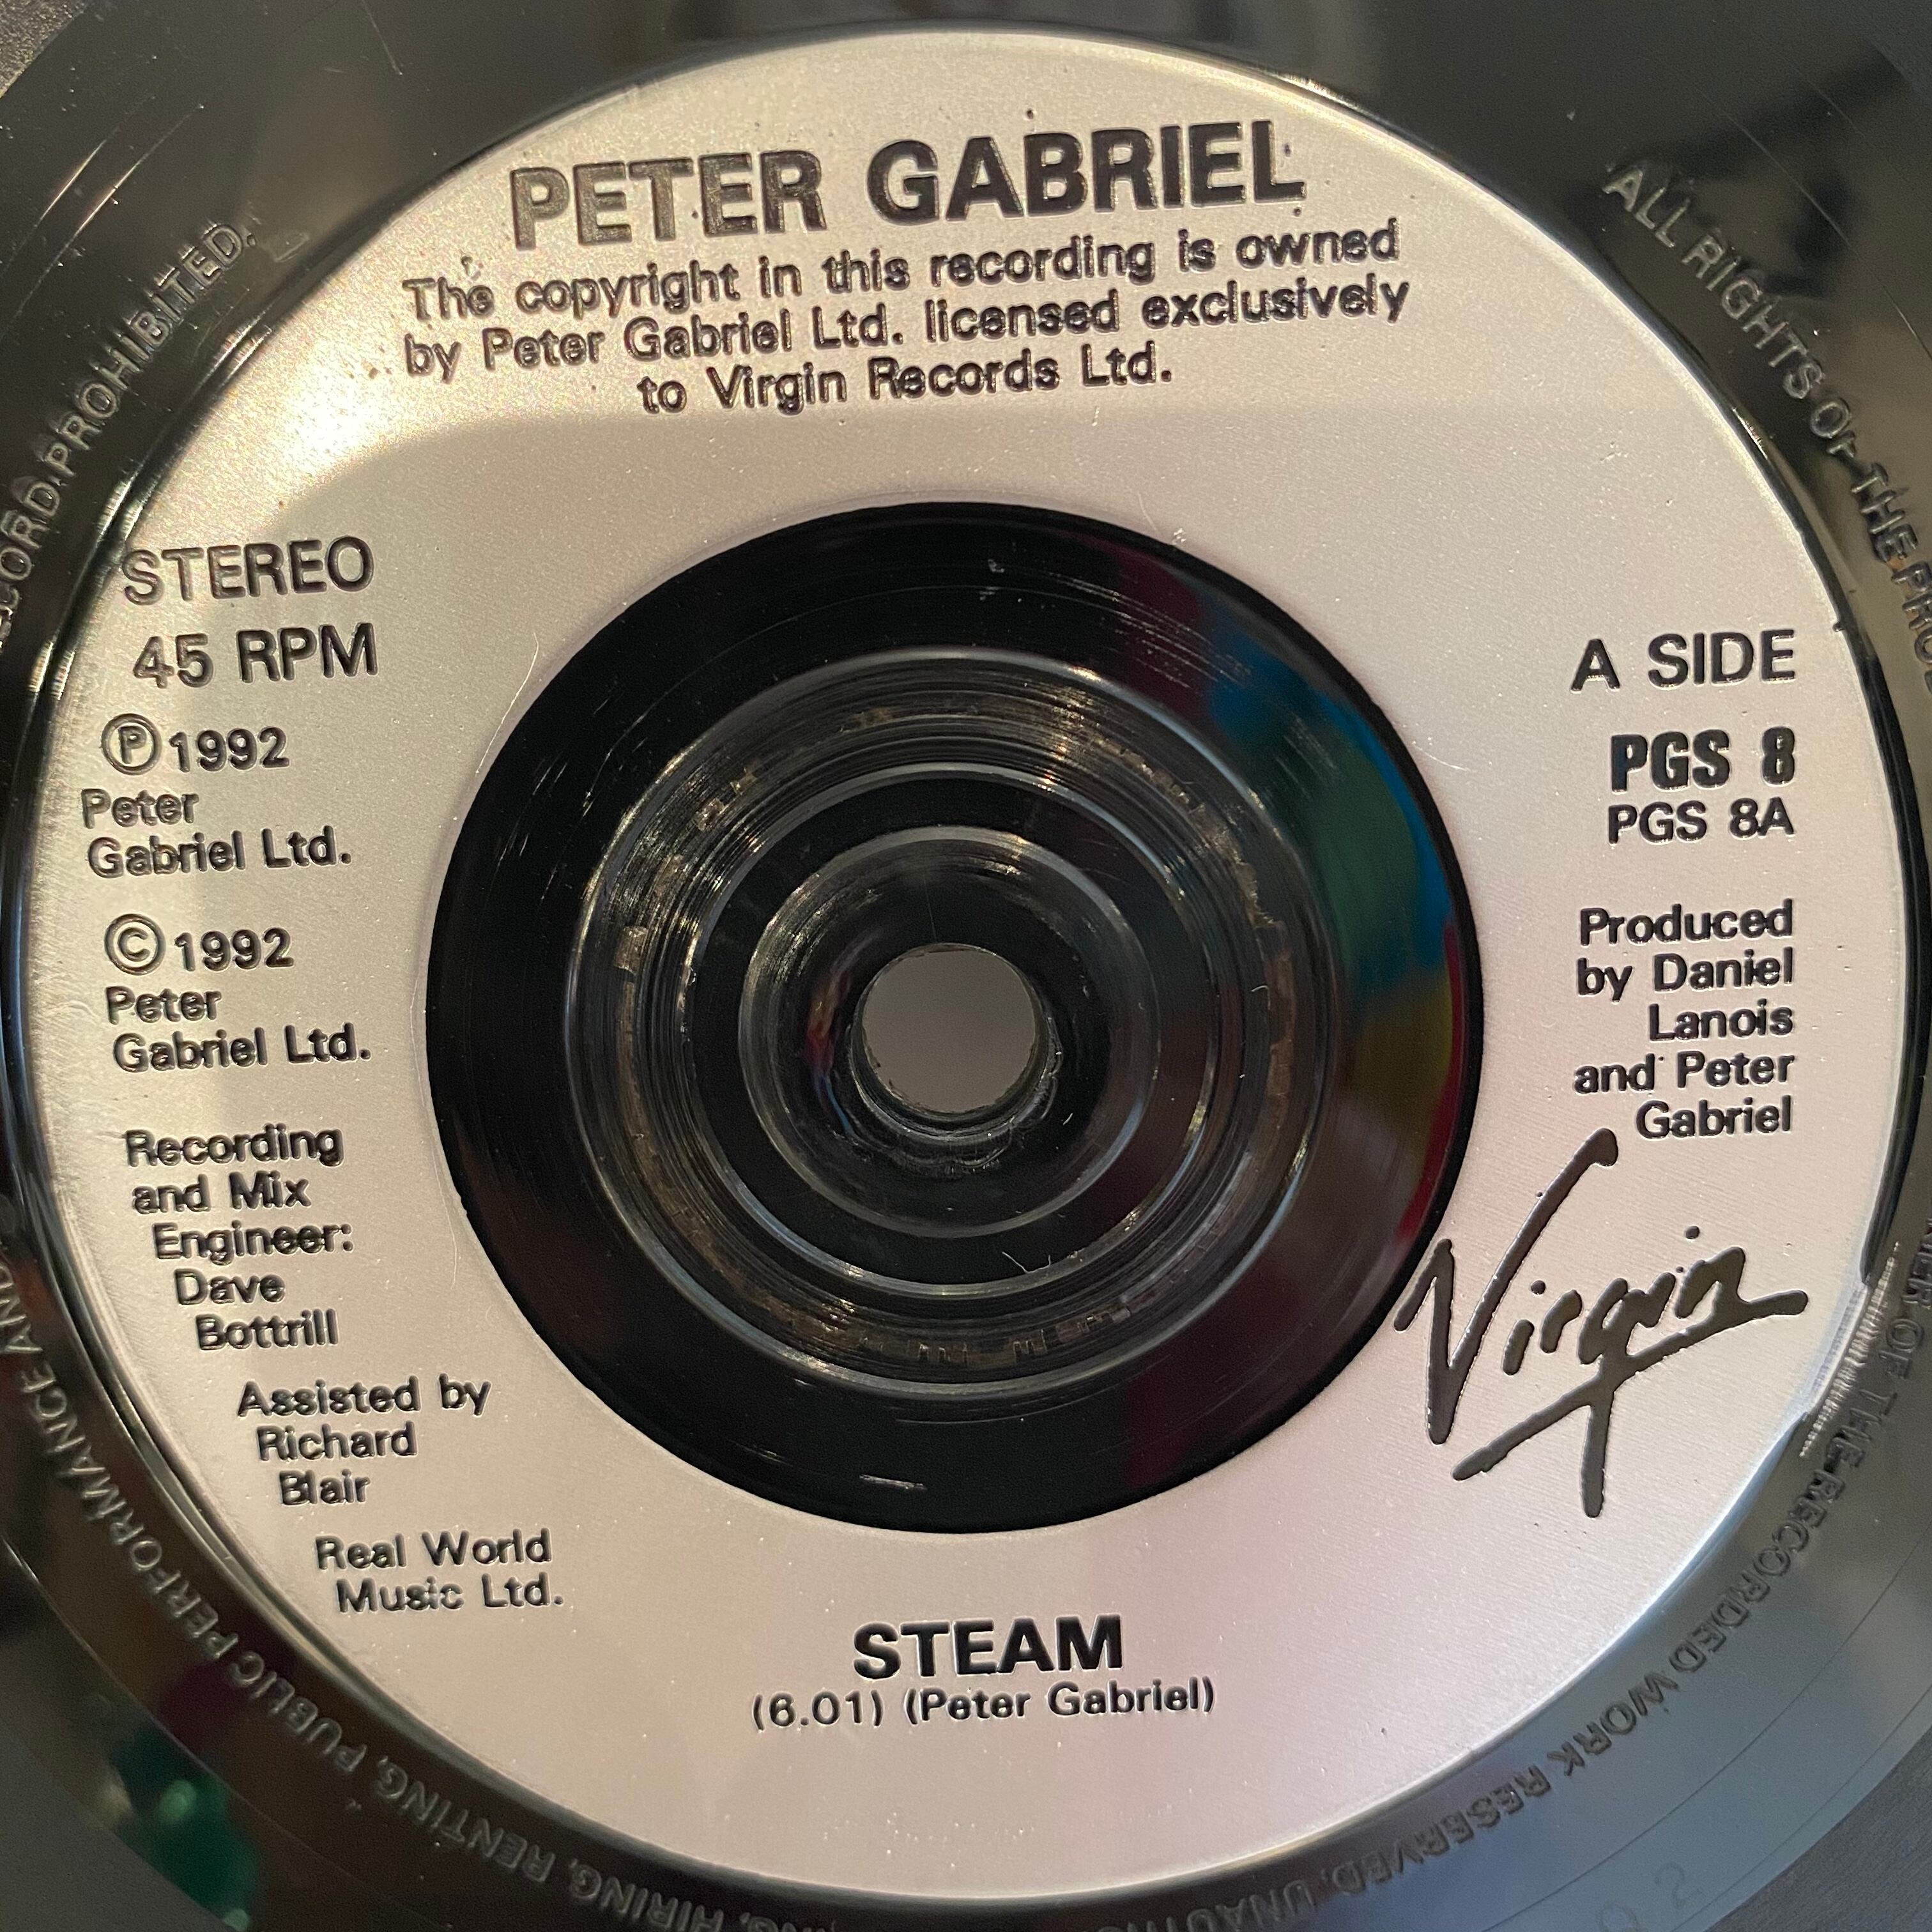 PETER GABRIEL
The copyright in this recording is owned
by Peter Gabriel Ltd. licensed exclusively
to Virgin Records Ltd.
STEREO
45 RPM
Ⓟ1992
Peter
Gabriel Ltd.
©1992
Peter
Gabriel Ltd.
Recording
and Mix
Engineer:
Dave
Bottrill
Assisted by
Richard
Blair
Real World
Music Ltd.
A SIDE
PGS 8
PGS 8A
Produced
by Daniel
Lanois
and Peter
Gabriel
Virgin
STEAM
(6.01) (Peter Gabriel)
ALL RIGHTS OF THE
OF THE RECORDED WORK RESERVED. 
HIRING, RENTING, PUBLIC PERFORMANCE AND
PROHIBITED.